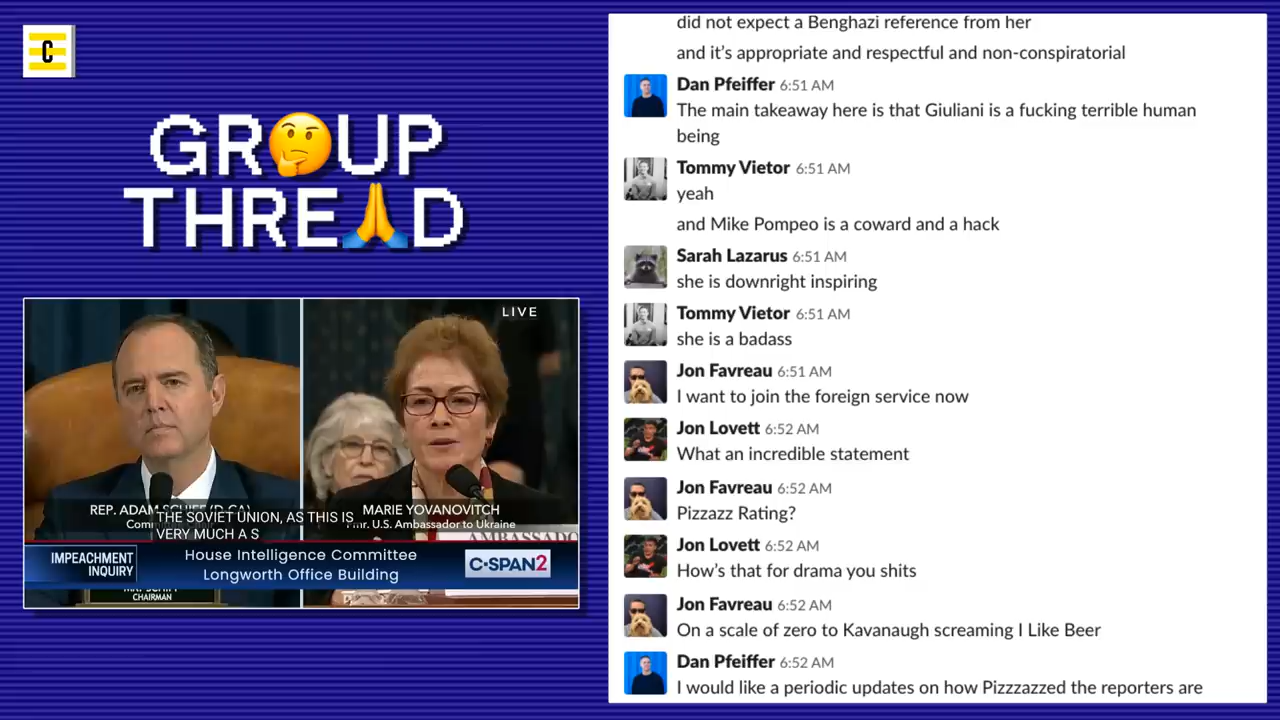 C
GR UP
THRE D
LIVE
REP. ADAM SCHIFF (D-CA)
MARIE YOVANOVITCH
Fmr. U.S. Ambassador to Ukraine
THE SOVIET UNION, AS THIS IS
VERY MUCH A S
AMBASSADO
IMPEACHMENT
INQUIRY
House Intelligence Committee
Longworth Office Building
C-SPAN2
MR. SCHIFF
CHAIRMAN
did not expect a Benghazi reference from her
and it’s appropriate and respectful and non-conspiratorial
Dan Pfeiffer 6:51 AM
The main takeaway here is that Giuliani is a fucking terrible human
being
Tommy Vietor 6:51 AM
yeah
and Mike Pompeo is a coward and a hack
Sarah Lazarus 6:51 AM
she is downright inspiring
Tommy Vietor 6:51 AM
she is a badass
Jon Favreau 6:51 AM
I want to join the foreign service now
Jon Lovett 6:52 AM
What an incredible statement
Jon Favreau 6:52 AM
Pizzazz Rating?
Jon Lovett 6:52 AM
How’s that for drama you shits
Jon Favreau 6:52 AM
On a scale of zero to Kavanaugh screaming I Like Beer
Dan Pfeiffer 6:52 AM
I would like a periodic updates on how Pizzzazzed the reporters are